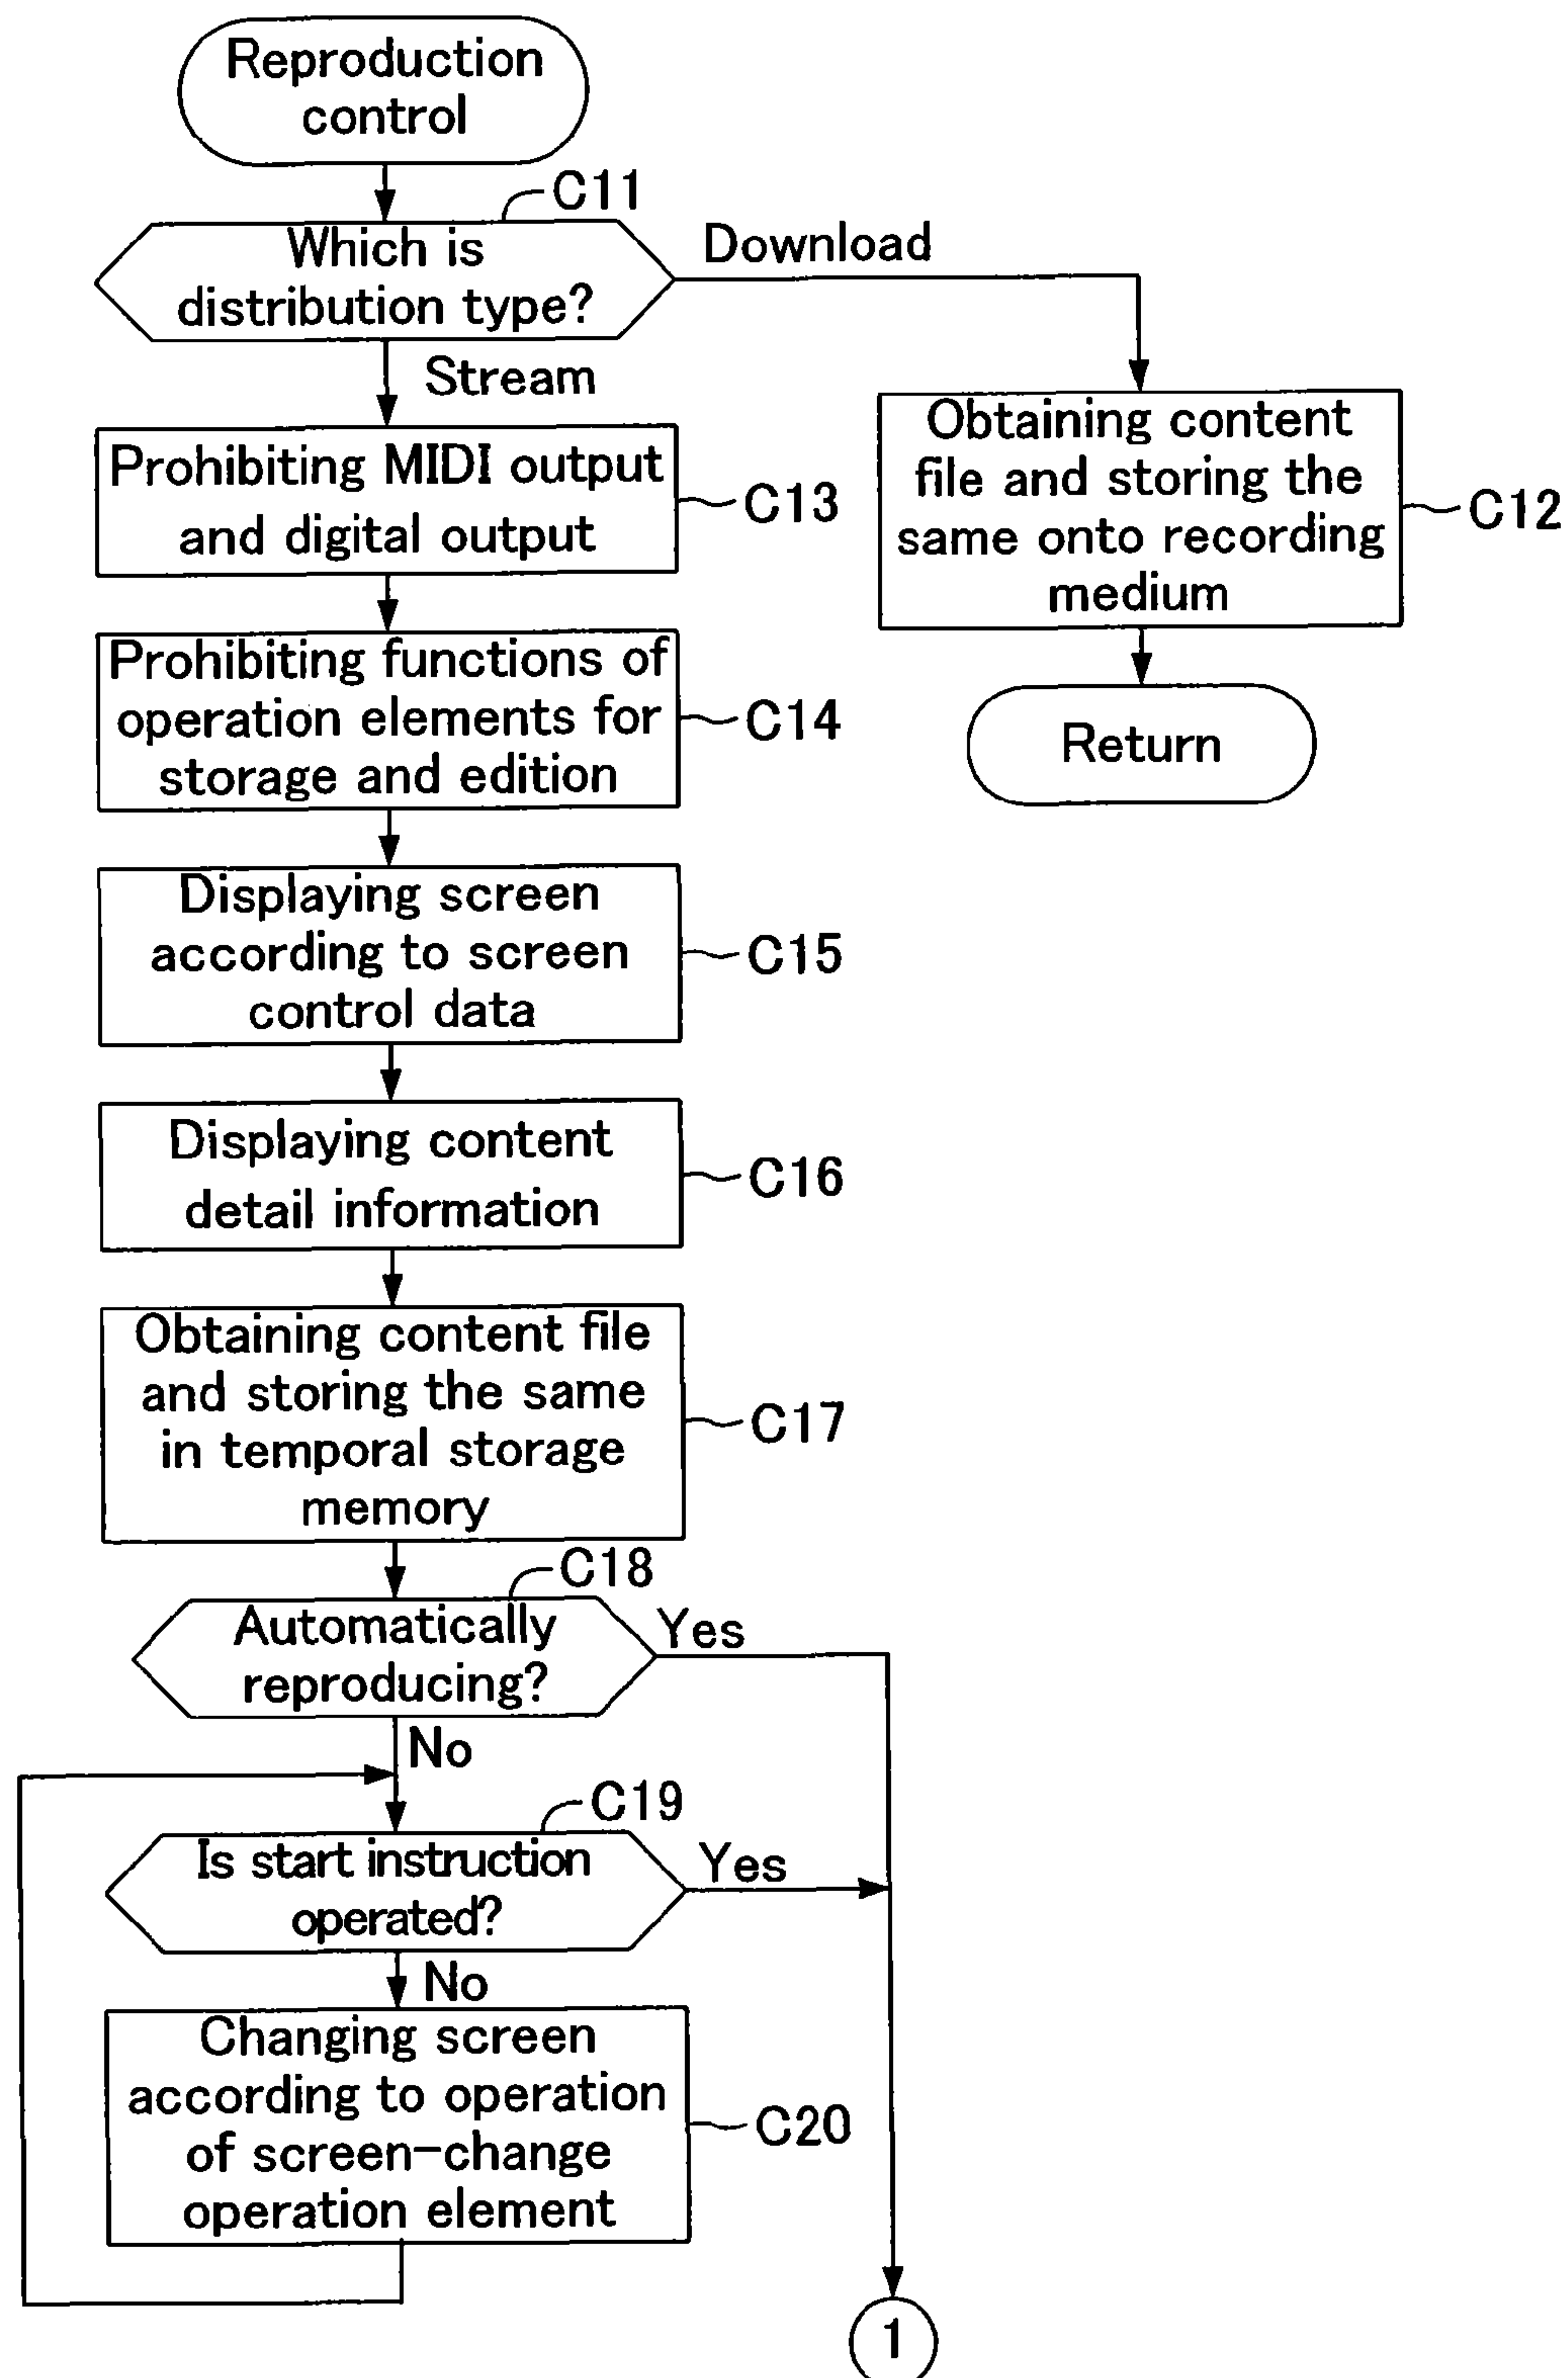 Reproduction
control
C11
Which is
distribution type?
Download
Stream
Prohibiting MIDI output
and digital output
C13
Obtaining content
file and storing the
same onto recording
medium
C12
Prohibiting functions of
operation elements for
storage and edition
C14
Return
Displaying screen
according to screen
control data
C15
Displaying content
detail information
C16
Obtaining content file
and storing the same
in temporal storage
memory
C17
C18
Automatically
reproducing?
Yes
No
C19
Is start instruction
operated?
Yes
No
Changing screen
according to operation
of screen-change
operation element
C20
1